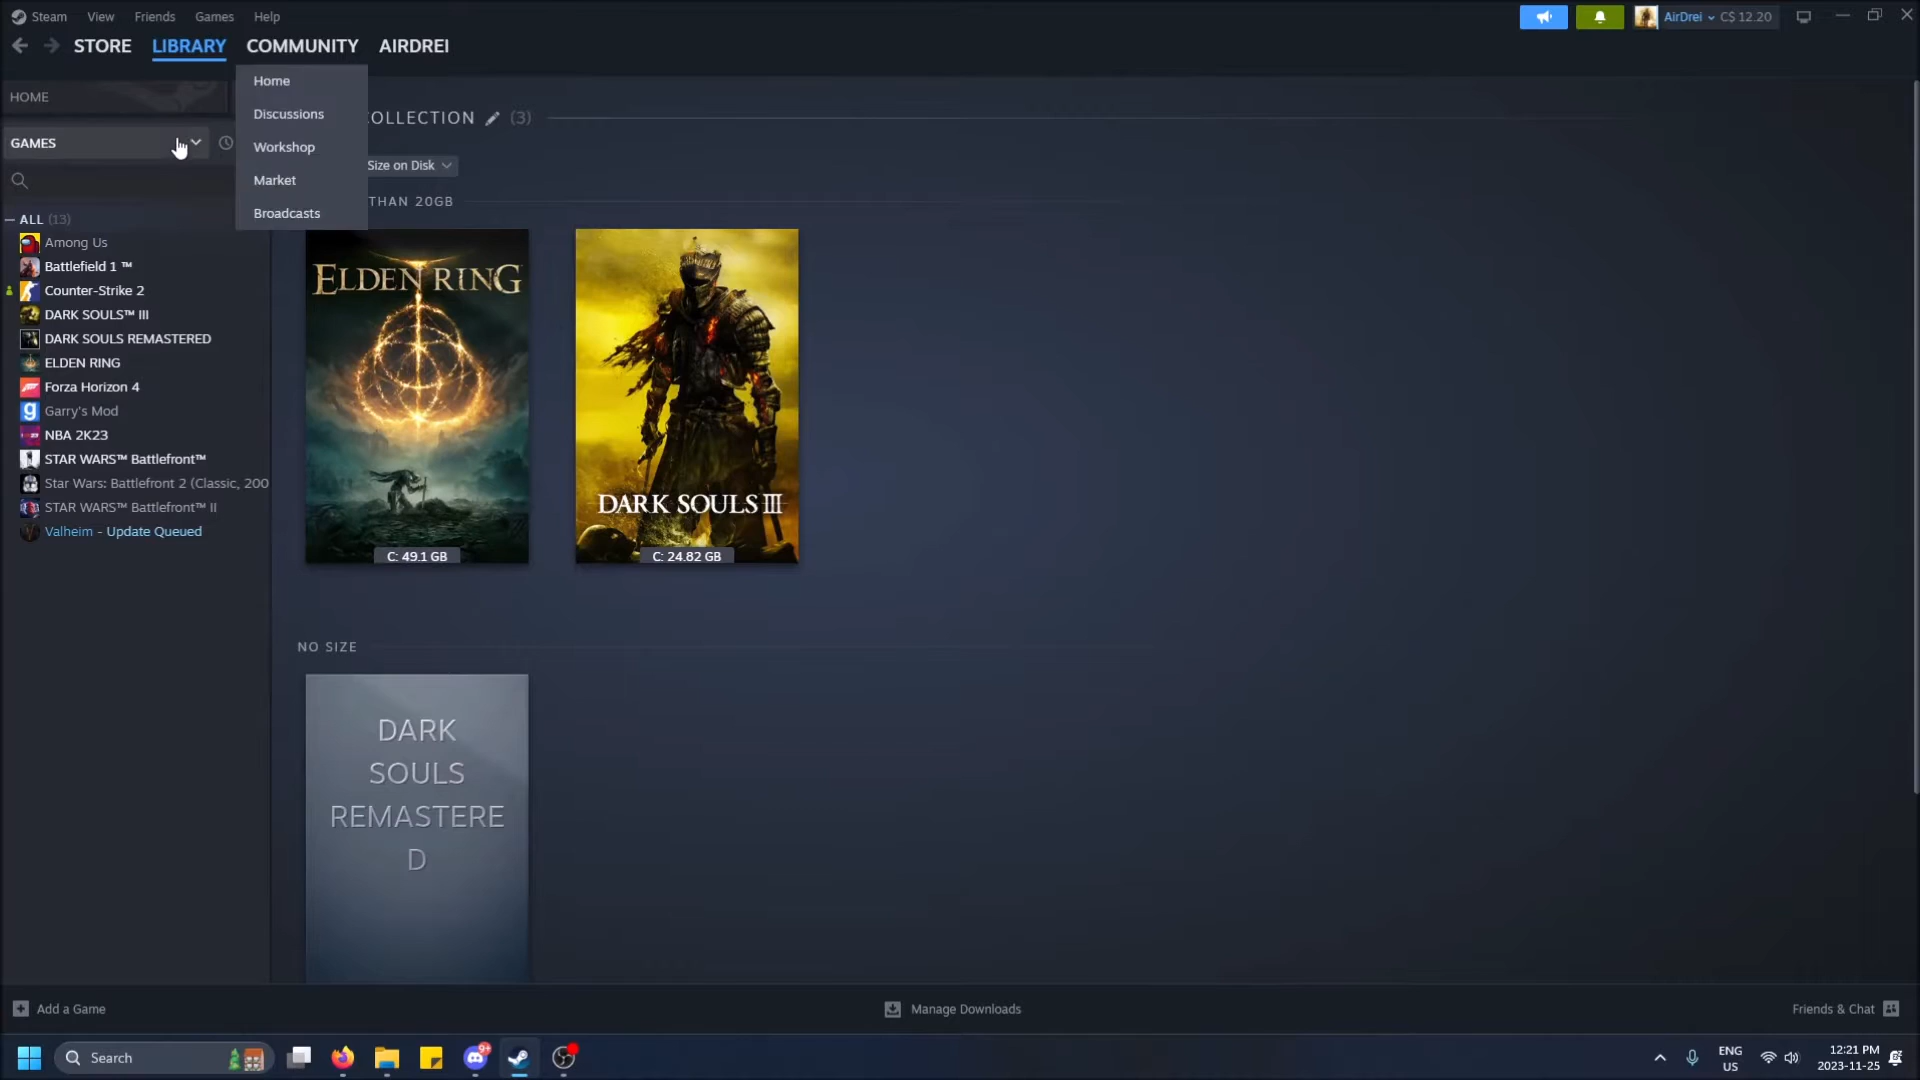 Steam View Friends Games Help
AirDrei C$ 12.20
STORE LIBRARY COMMUNITY AIRDREI
HOME
Home
Discussions
Workshop
Market
Broadcasts
GAMES
OLLECTION (3)
Size on Disk
THAN 20GB
ALL (13)
Among Us
Battlefield 1 ™
Counter-Strike 2
DARK SOULS™ III
DARK SOULS REMASTERED
ELDEN RING
Forza Horizon 4
Garry's Mod
NBA 2K23
STAR WARS™ Battlefront™
Star Wars: Battlefront 2 (Classic, 200
STAR WARS™ Battlefront™ II
Valheim - Update Queued
ELDEN RING
C: 49.1 GB
DARK SOULS III
C: 24.82 GB
NO SIZE
DARK
SOULS
REMASTERE
D
Add a Game
Manage Downloads
Friends & Chat
Search
9+
ENG
US
12:21 PM
2023-11-25